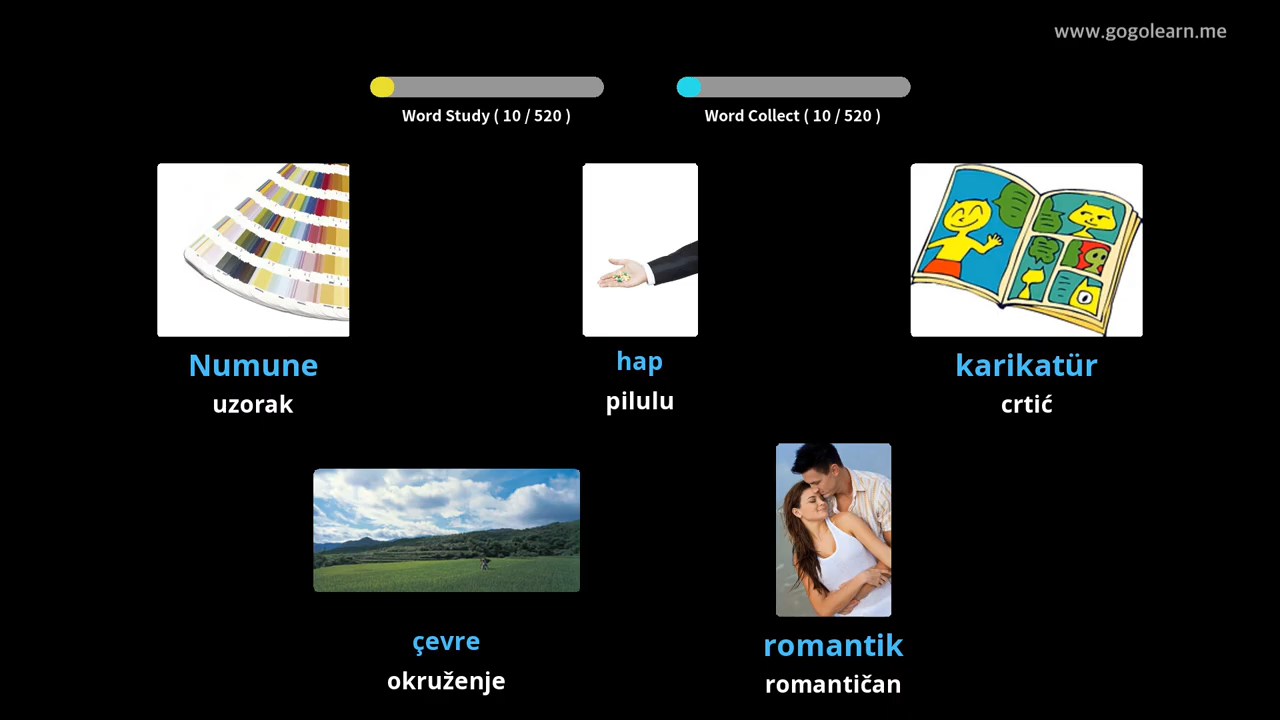 www.gogolearn.me
Word Study ( 10 / 520 )
Word Collect ( 10 / 520 )
Numune
uzorak
hap
pilulu
karikatür
crtić
çevre
okruženje
romantik
romantičan